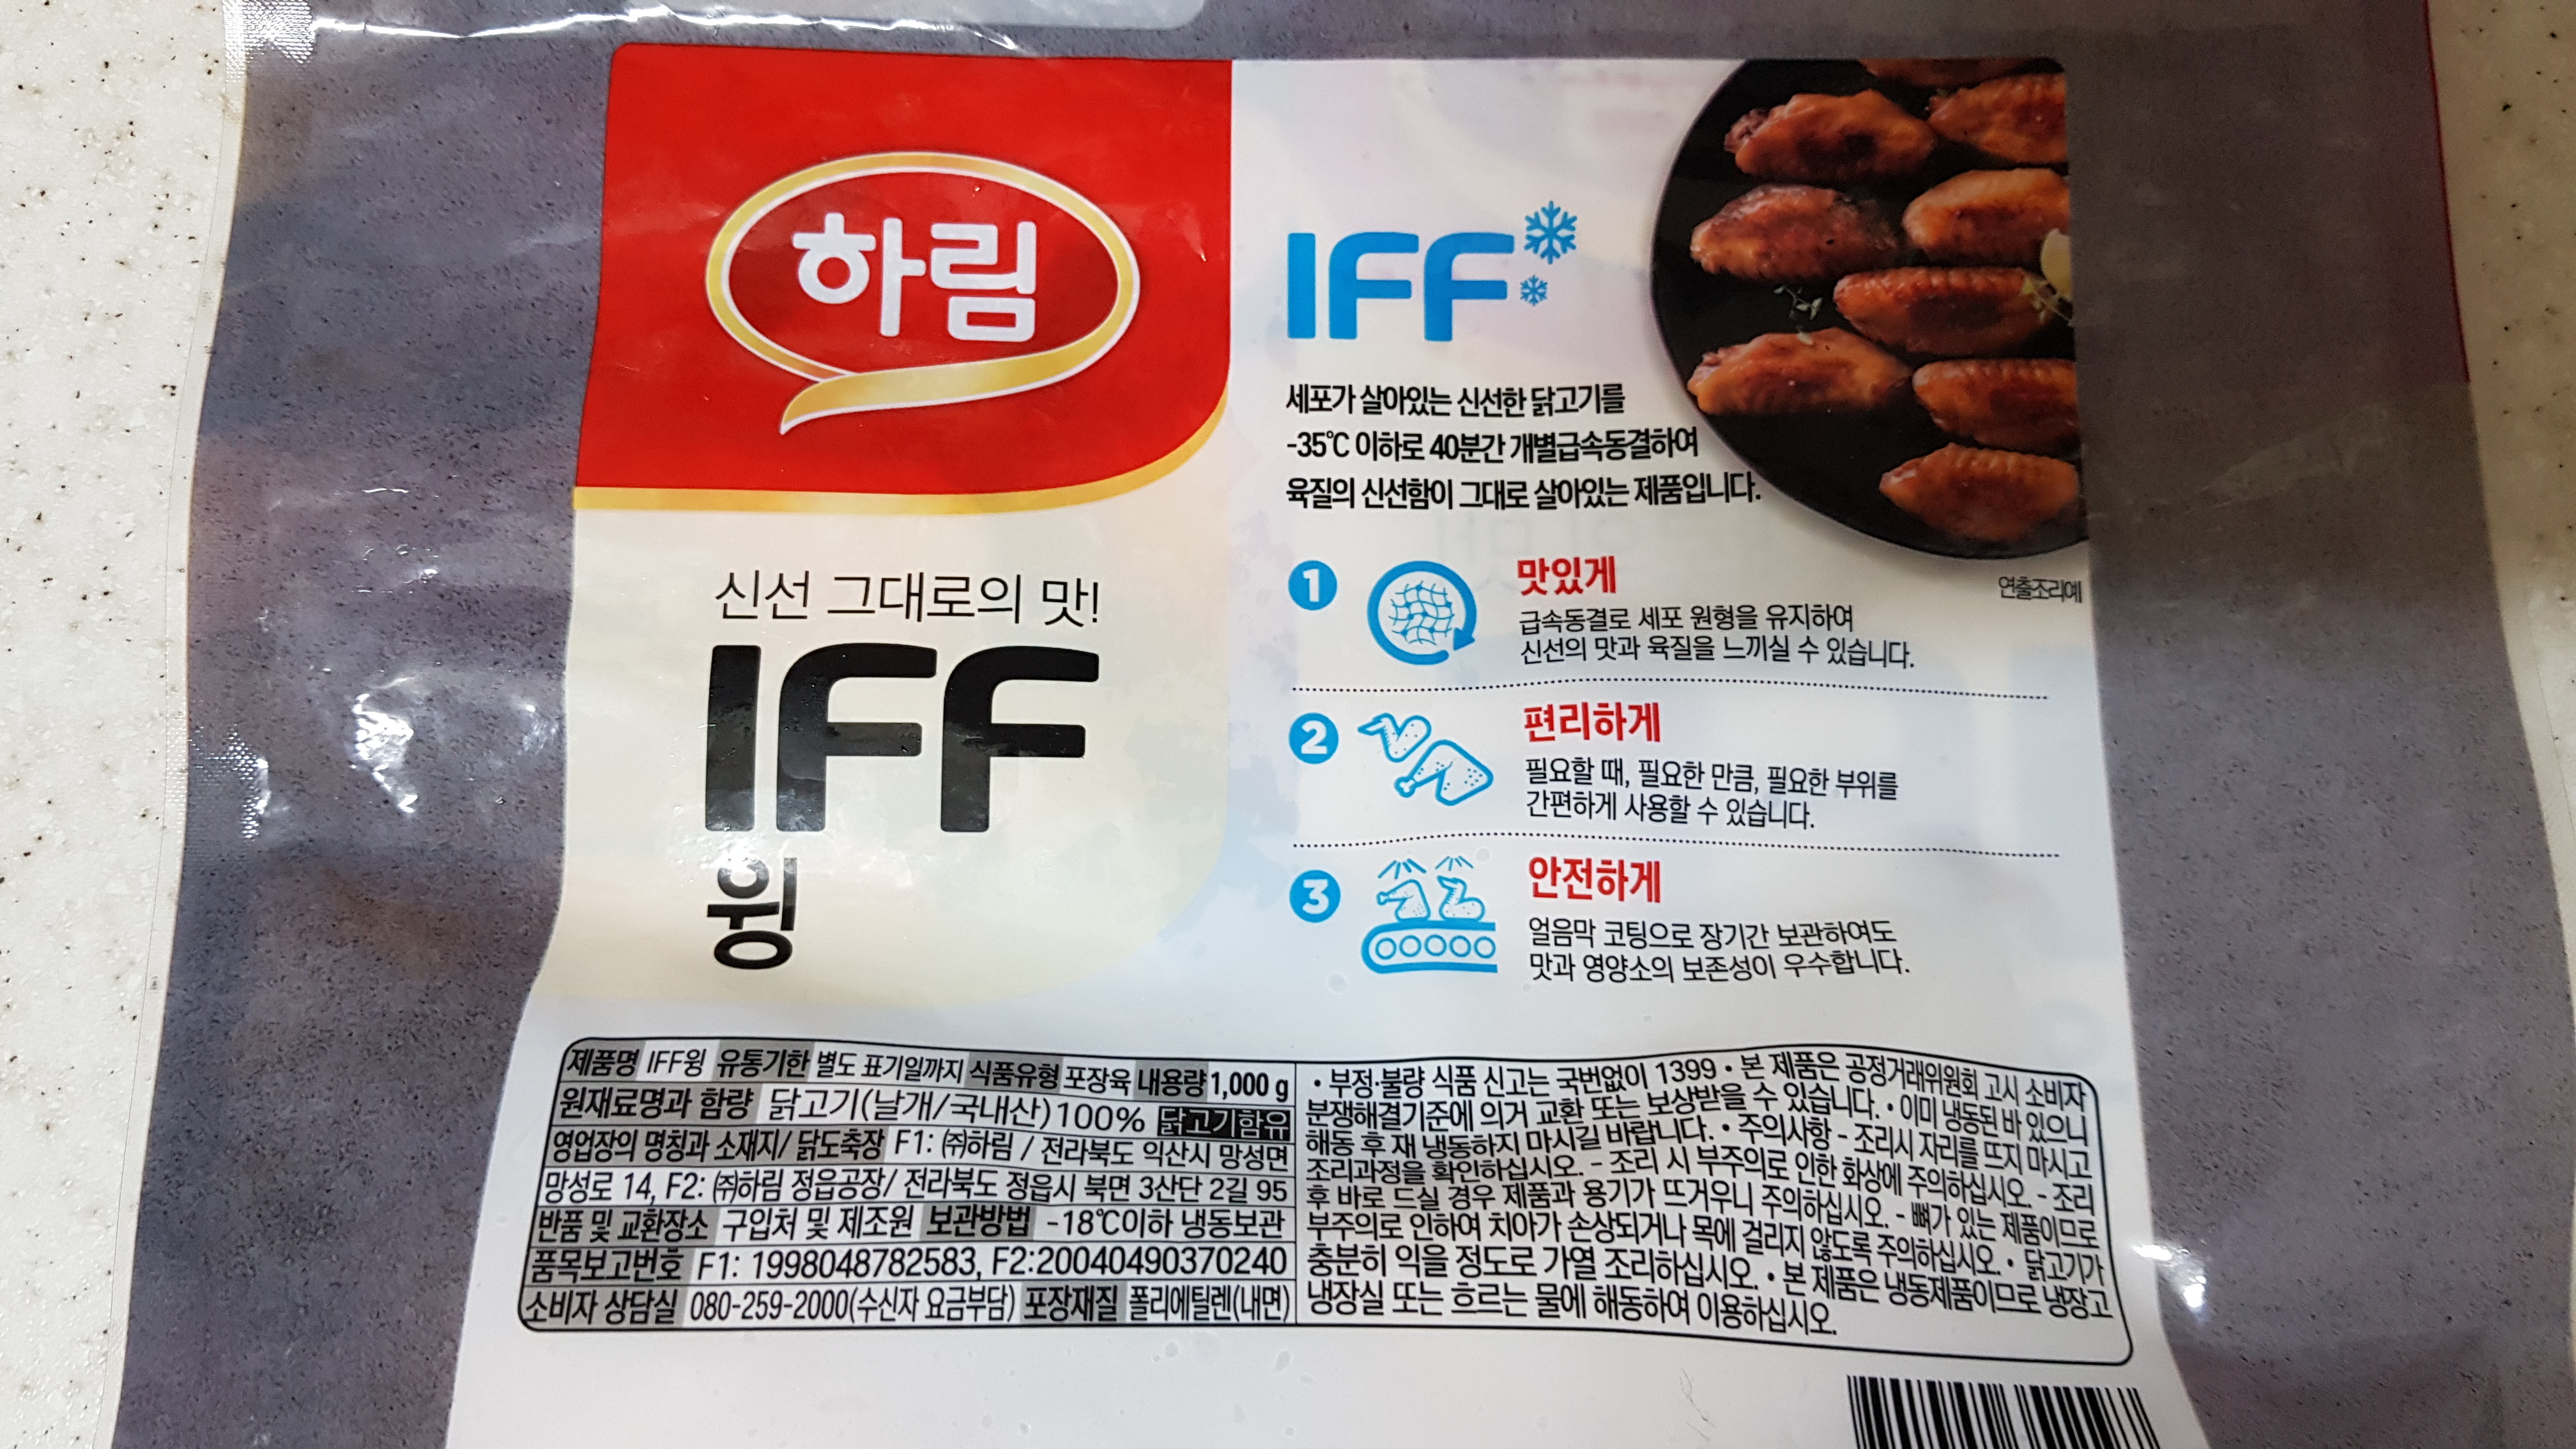 하림
신선 그대로의 맛!
IFF
윙
IFF
세포가 살아있는 신선한 닭고기를
-35℃ 이하로 40분간 개별급속동결하여
육질의 신선함이 그대로 살아있는 제품입니다.
연출조리예
1 맛있게
급속동결로 세포 원형을 유지하여
신선의 맛과 육질을 느끼실 수 있습니다.
2 편리하게
필요할 때, 필요한 만큼, 필요한 부위를
간편하게 사용할 수 있습니다.
3 안전하게
얼음막 코팅으로 장기간 보관하여도
맛과 영양소의 보존성이 우수합니다.
제품명 IFF윙 유통기한 별도 표기일까지 식품유형 포장육 내용량 1,000 g
원재료명과 함량 닭고기(날개/국내산)100% 닭고기함유
영업장의 명칭과 소재지/ 닭도축장 F1: ㈜하림 / 전라북도 익산시 망성면
망성로 14, F2: ㈜하림 정읍공장/ 전라북도 정읍시 북면 3산단 2길 95
반품 및 교환장소 구입처 및 제조원 보관방법 -18℃이하 냉동보관
품목보고번호 F1: 1998048782583, F2:20040490370240
소비자 상담실 080-259-2000(수신자 요금부담) 포장재질 폴리에틸렌(내면)
• 부정·불량 식품 신고는 국번없이 1399 • 본 제품은 공정거래위원회 고시 소비자
분쟁해결기준에 의거 교환 또는 보상받을 수 있습니다. • 이미 냉동된 바 있으니
해동 후 재 냉동하지 마시길 바랍니다. • 주의사항 - 조리시 자리를 뜨지 마시고
조리과정을 확인하십시오. - 조리 시 부주의로 인한 화상에 주의하십시오. - 조리
후 바로 드실 경우 제품과 용기가 뜨거우니 주의하십시오. - 뼈가 있는 제품이므로
부주의로 인하여 치아가 손상되거나 목에 걸리지 않도록 주의하십시오. • 닭고기가
충분히 익을 정도로 가열 조리하십시오. • 본 제품은 냉동제품이므로 냉장고
냉장실 또는 흐르는 물에 해동하여 이용하십시오.